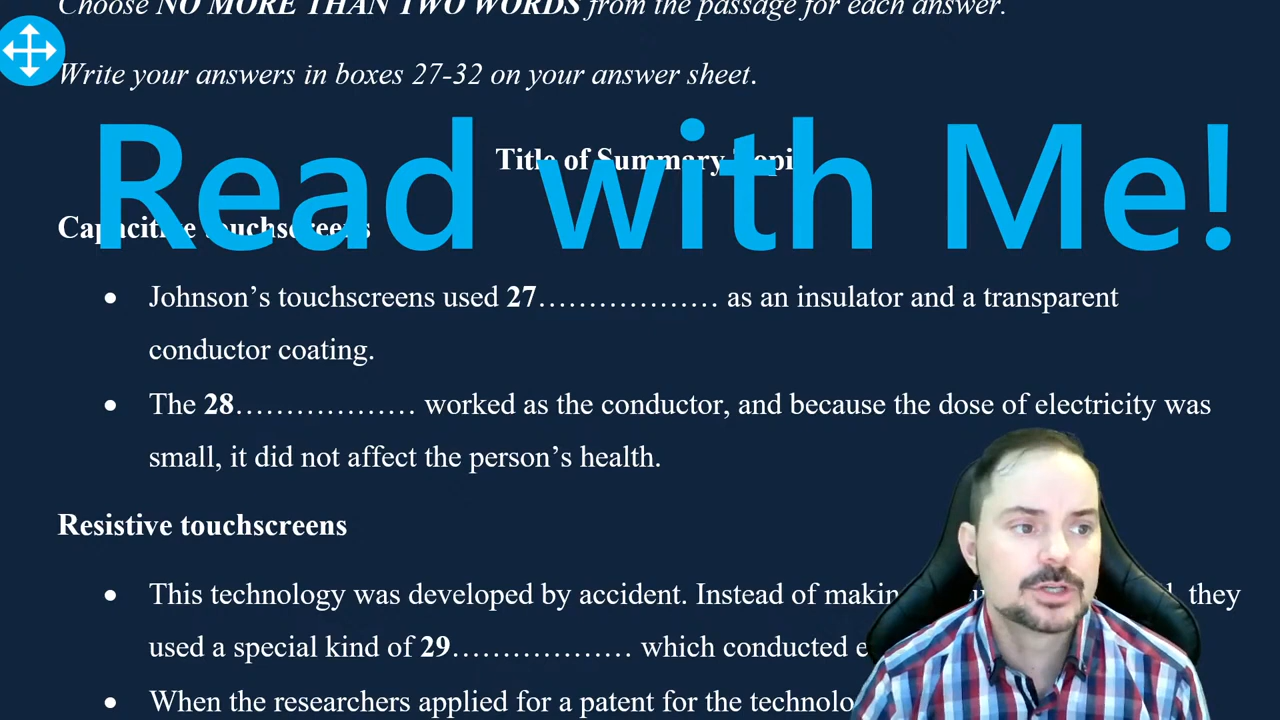 Choose NO MORE THAN TWO WORDS from the passage for each answer.
Write your answers in boxes 27-32 on your answer sheet.
Read with Me!
Title of Summary Topic
Capacitive touchscreens
• Johnson’s touchscreens used 27……………… as an insulator and a transparent
conductor coating.
• The 28……………… worked as the conductor, and because the dose of electricity was
small, it did not affect the person’s health.
Resistive touchscreens
• This technology was developed by accident. Instead of they
used a special kind of 29……………… which conducted
• When the researchers applied for a patent for the